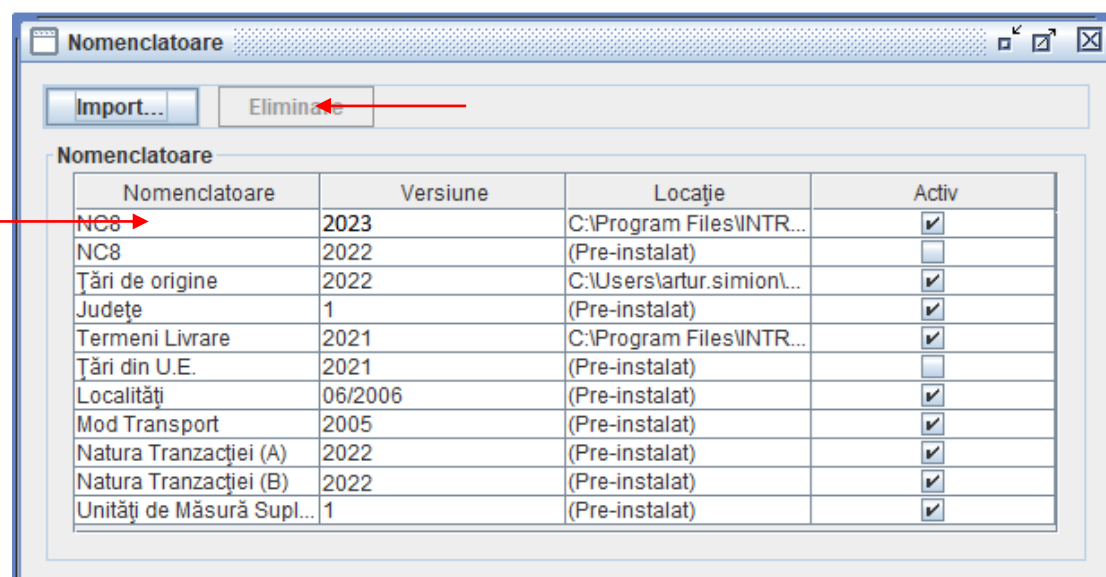 Nomenclatoare
Import... Eliminare
Nomenclatoare
Nomenclatoare Versiune Locaţie Activ
NC8 2023 C:\Program Files\INTR...
NC8 2022 (Pre-instalat)
Ţări de origine 2022 C:\Users\artur.simion\...
Judeţe 1 (Pre-instalat)
Termeni Livrare 2021 C:\Program Files\INTR...
Ţări din U.E. 2021 (Pre-instalat)
Localităţi 06/2006 (Pre-instalat)
Mod Transport 2005 (Pre-instalat)
Natura Tranzacţiei (A) 2022 (Pre-instalat)
Natura Tranzacţiei (B) 2022 (Pre-instalat)
Unităţi de Măsură Supl... 1 (Pre-instalat)